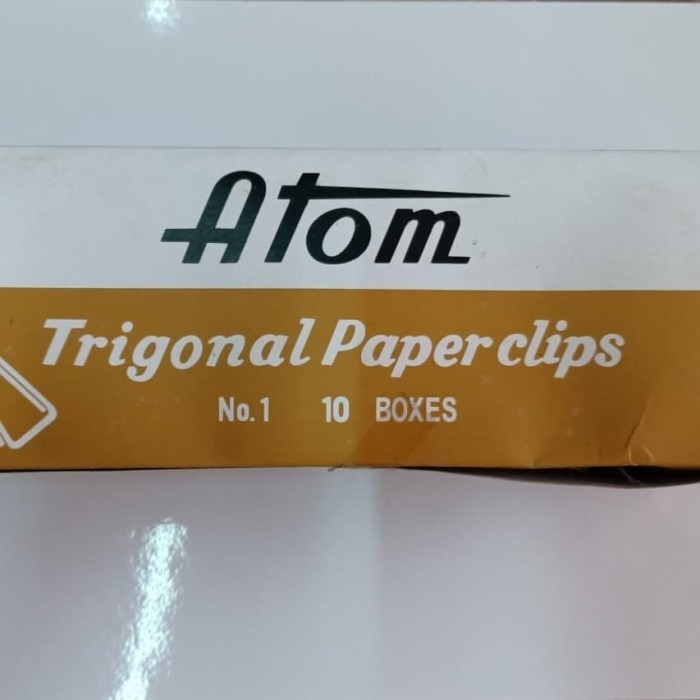 Atom
Trigonal Paper clips
No.1 10 BOXES